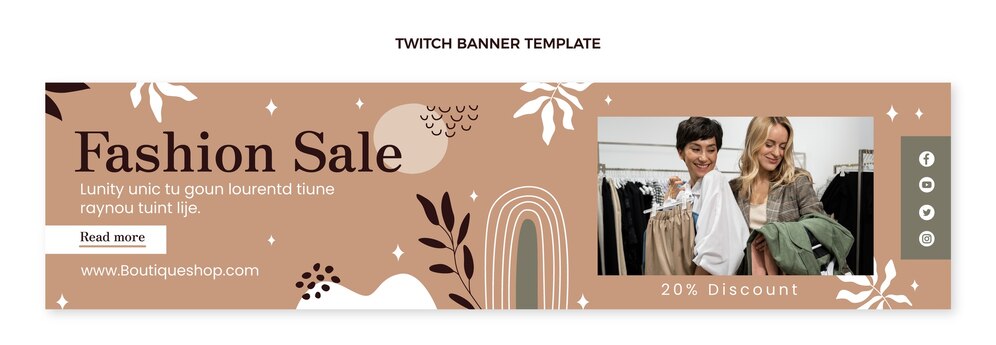 TWITCH BANNER TEMPLATE
Fashion Sale
Lunity unic tu goun lourentd tiune
raynou tuint lije.
Read more
www.Boutiqueshop.com
20% Discount